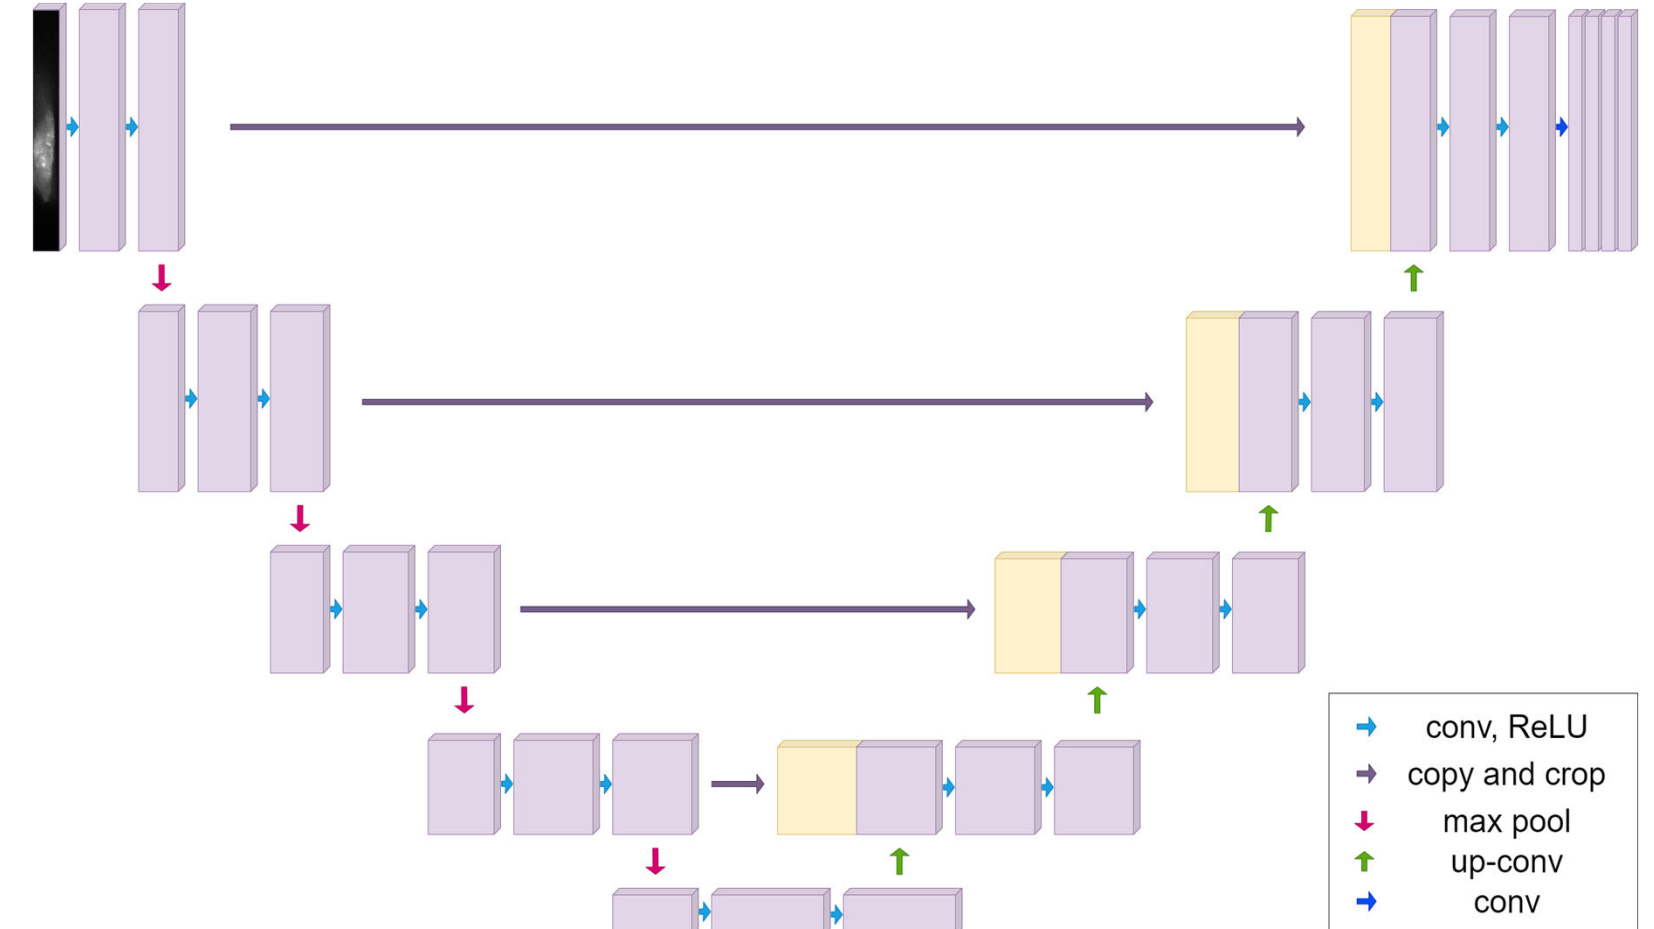 conv, ReLU
copy and crop
max pool
up-conv
conv